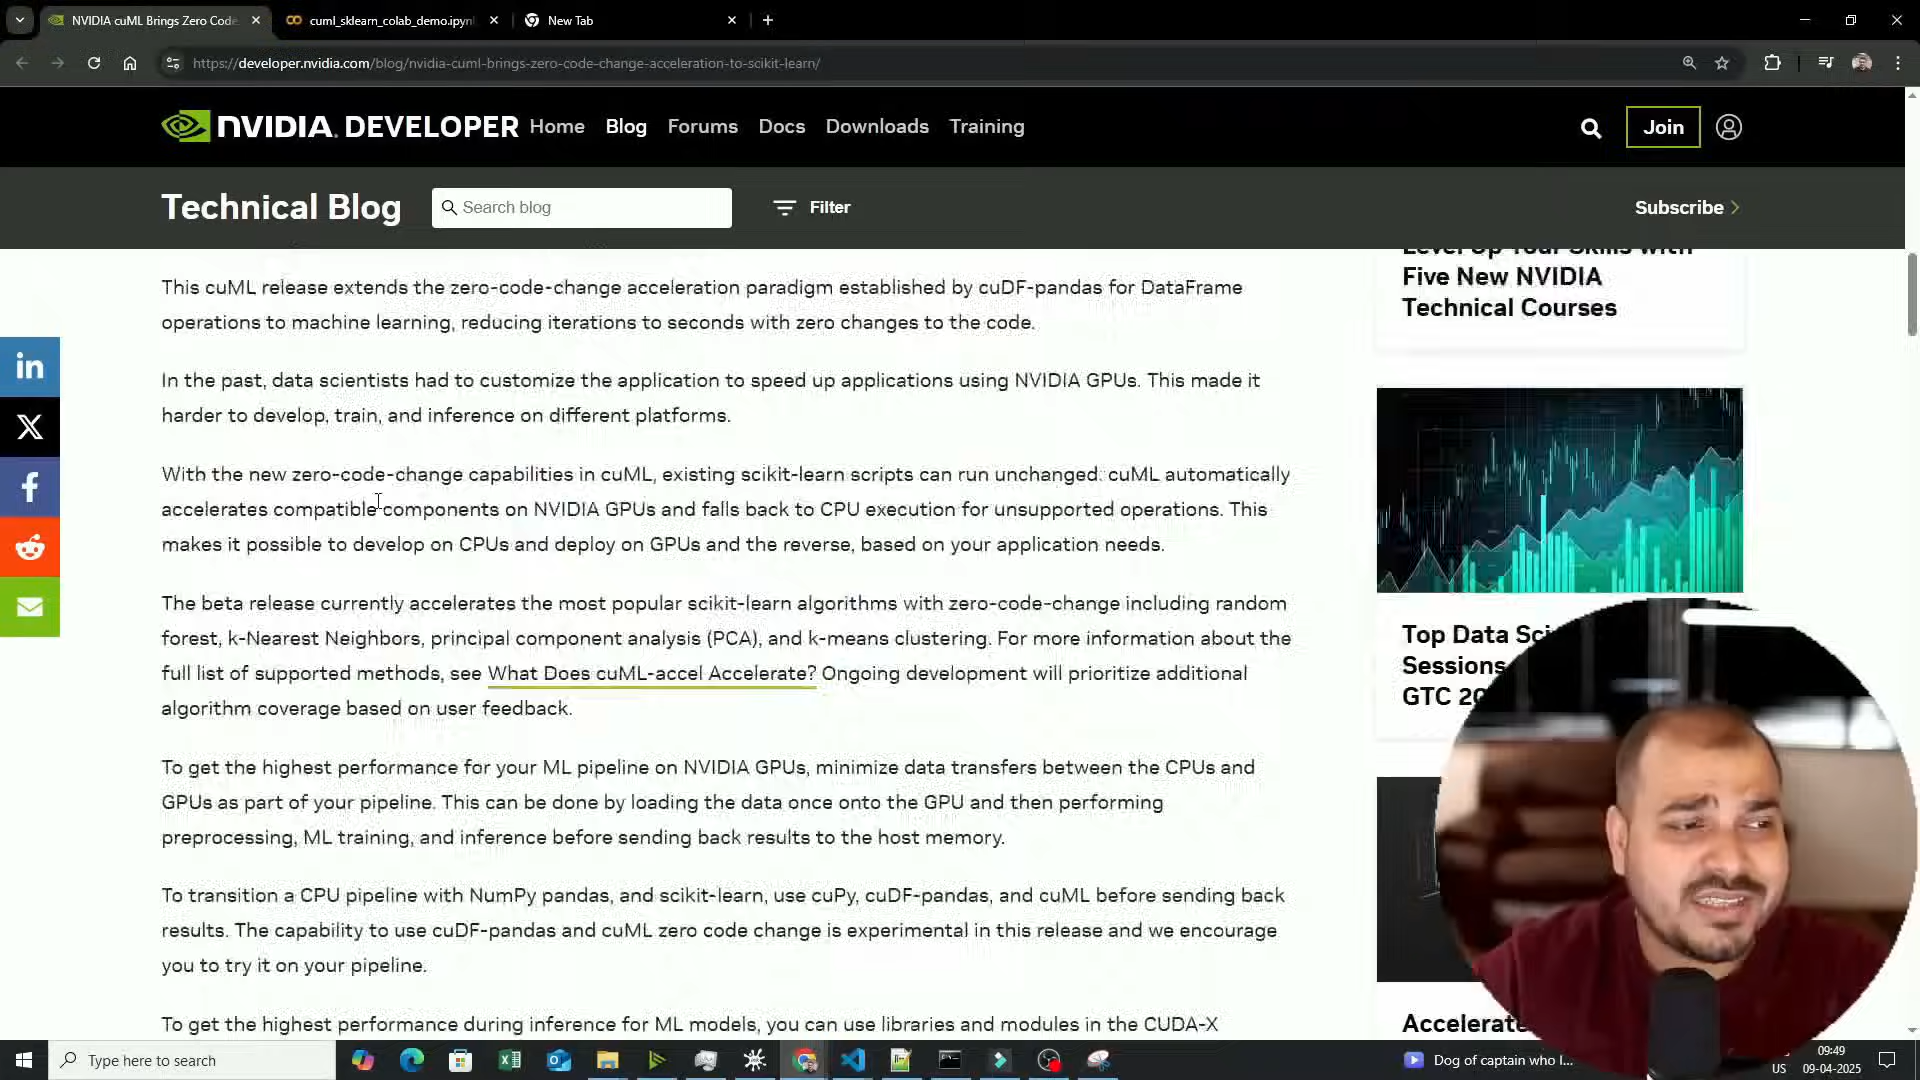 NVIDIA cuML Brings Zero Code
cuml_sklearn_colab_demo.ipyn
New Tab
https://developer.nvidia.com/blog/nvidia-cuml-brings-zero-code-change-acceleration-to-scikit-learn/
NVIDIA. DEVELOPER Home Blog Forums Docs Downloads Training Join
Technical Blog Search blog Filter Subscribe
This cuML release extends the zero-code-change acceleration paradigm established by cuDF-pandas for DataFrame
operations to machine learning, reducing iterations to seconds with zero changes to the code.
In the past, data scientists had to customize the application to speed up applications using NVIDIA GPUs. This made it
harder to develop, train, and inference on different platforms.
With the new zero-code-change capabilities in cuML, existing scikit-learn scripts can run unchanged: cuML automatically
accelerates compatible components on NVIDIA GPUs and falls back to CPU execution for unsupported operations. This
makes it possible to develop on CPUs and deploy on GPUs and the reverse, based on your application needs.
The beta release currently accelerates the most popular scikit-learn algorithms with zero-code-change including random
forest, k-Nearest Neighbors, principal component analysis (PCA), and k-means clustering. For more information about the
full list of supported methods, see What Does cuML-accel Accelerate? Ongoing development will prioritize additional
algorithm coverage based on user feedback.
To get the highest performance for your ML pipeline on NVIDIA GPUs, minimize data transfers between the CPUs and
GPUs as part of your pipeline. This can be done by loading the data once onto the GPU and then performing
preprocessing, ML training, and inference before sending back results to the host memory.
To transition a CPU pipeline with NumPy pandas, and scikit-learn, use cuPy, cuDF-pandas, and cuML before sending back
results. The capability to use cuDF-pandas and cuML zero code change is experimental in this release and we encourage
you to try it on your pipeline.
To get the highest performance during inference for ML models, you can use libraries and modules in the CUDA-X
Level Up Your Skills with
Five New NVIDIA
Technical Courses
Top Data Sci
Sessions
GTC 20
Accelerate
Type here to search
Dog of captain who l...
US
09:49
09-04-2025